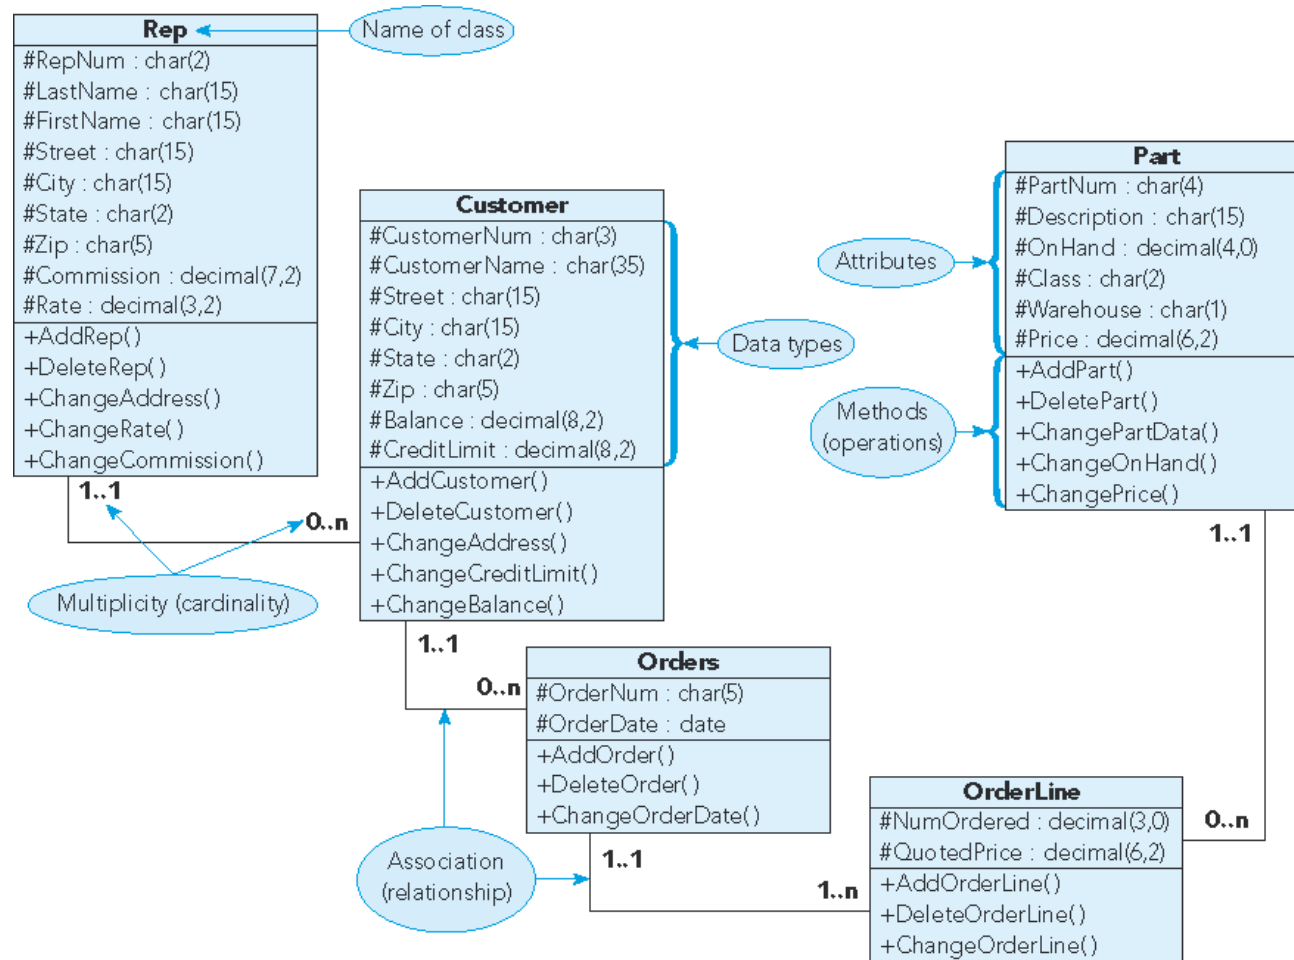 Rep
Name of class
#RepNum : char(2)
#LastName : char(15)
#FirstName : char(15)
#Street : char(15)
#City : char(15)
#State : char(2)
#Zip : char(5)
#Commission : decimal(7,2)
#Rate : decimal(3,2)
+AddRep()
+DeleteRep()
+ChangeAddress()
+ChangeRate()
+ChangeCommission()
1..1
0..n
Multiplicity (cardinality)
Customer
#CustomerNum : char(3)
#CustomerName : char(35)
#Street : char(15)
#City : char(15)
#State : char(2)
#Zip : char(5)
#Balance : decimal(8,2)
#CreditLimit : decimal(8,2)
+AddCustomer()
+DeleteCustomer()
+ChangeAddress()
+ChangeCreditLimit()
+ChangeBalance()
Data types
Part
#PartNum : char(4)
#Description : char(15)
#OnHand : decimal(4,0)
#Class : char(2)
#Warehouse : char(1)
#Price : decimal(6,2)
+AddPart()
+DeletePart()
+ChangePartData()
+ChangeOnHand()
+ChangePrice()
Attributes
Methods
(operations)
1..1
1..1
0..n
Orders
#OrderNum : char(5)
#OrderDate : date
+AddOrder()
+DeleteOrder()
+ChangeOrderDate()
Association
(relationship)
1..1
1..n
OrderLine
#NumOrdered : decimal(3,0)
#QuotedPrice : decimal(6,2)
+AddOrderLine()
+DeleteOrderLine()
+ChangeOrderLine()
0..n